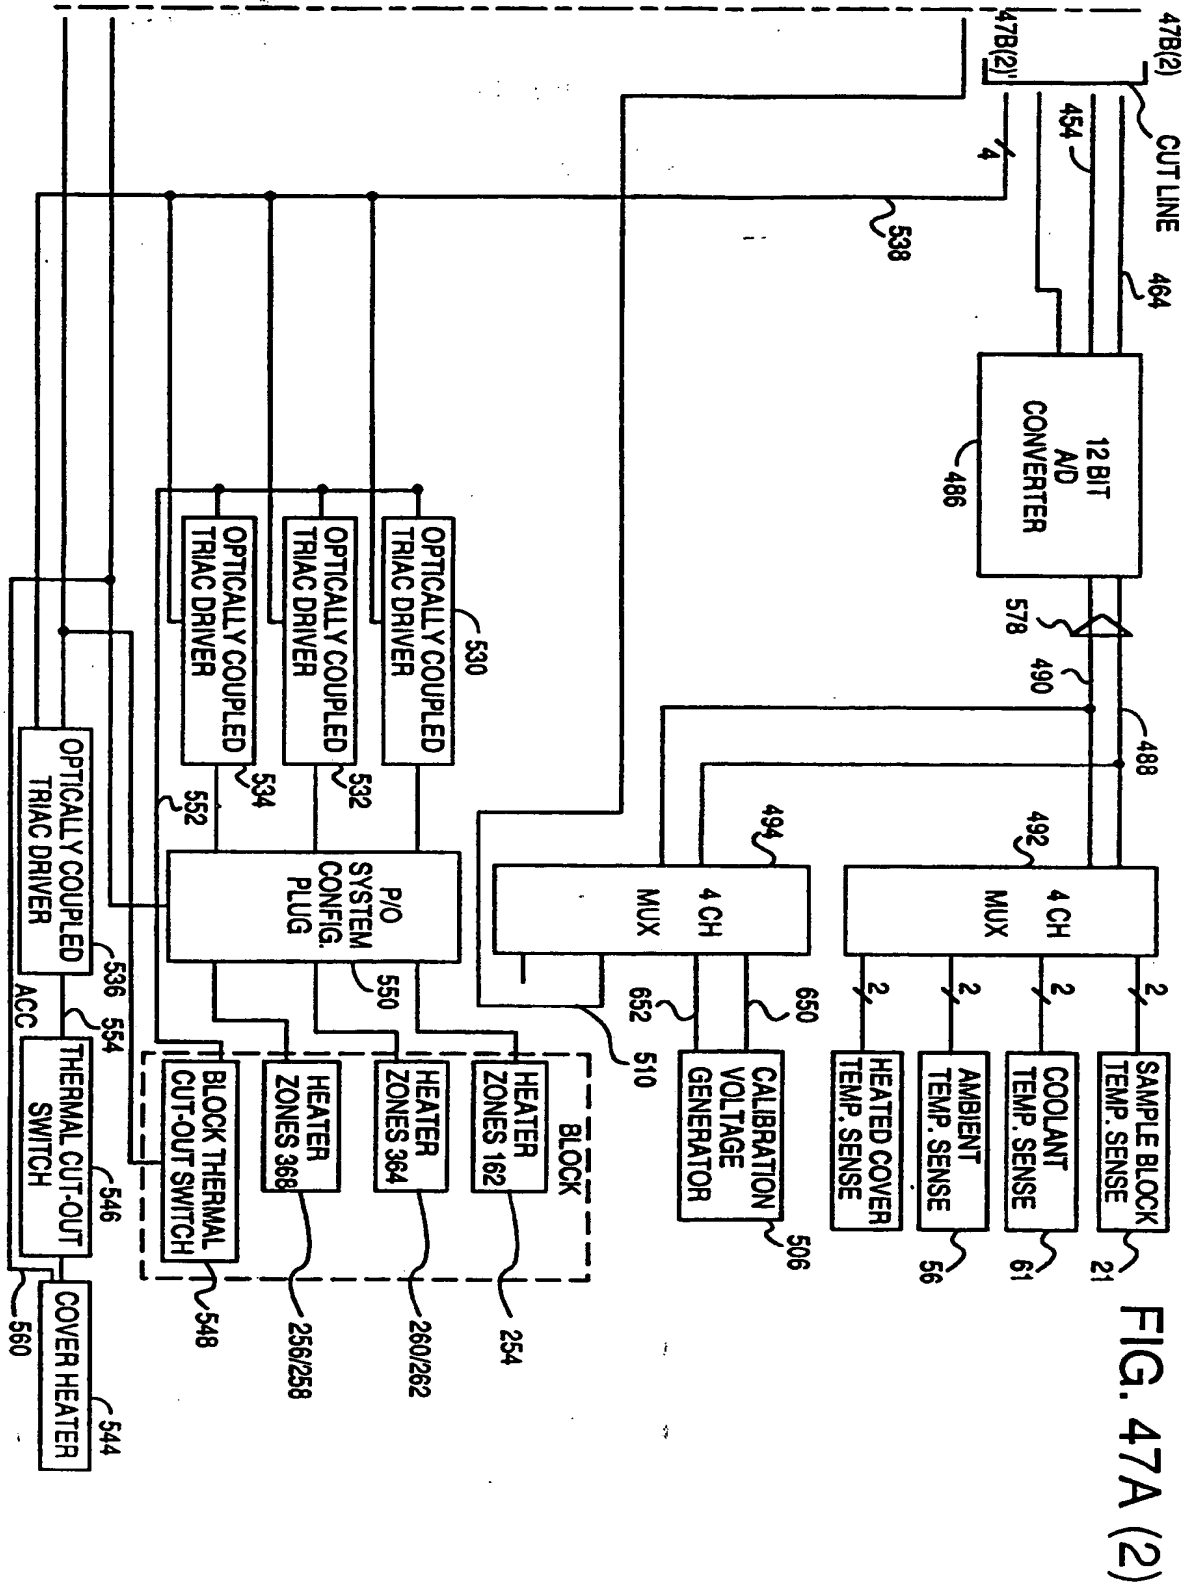 FIG. 47A (2)
47B(2)
CUT LINE
47B(2)'
454
464
4
538
12 BIT
A/D
CONVERTER
486
578
490
488
492
4 CH
MUX
494
4 CH
MUX
2
2
2
2
SAMPLE BLOCK
TEMP. SENSE
21
COOLANT
TEMP. SENSE
61
AMBIENT
TEMP. SENSE
56
HEATED COVER
TEMP. SENSE
650
652
CALIBRATION
VOLTAGE
GENERATOR
506
510
OPTICALLY COUPLED
TRIAC DRIVER
530
OPTICALLY COUPLED
TRIAC DRIVER
532
OPTICALLY COUPLED
TRIAC DRIVER
534
552
P/O
SYSTEM
CONFIG.
PLUG
550
BLOCK
HEATER
ZONES 162
254
HEATER
ZONES 364
260/262
HEATER
ZONES 368
256/258
BLOCK THERMAL
CUT-OUT SWITCH
548
OPTICALLY COUPLED
TRIAC DRIVER
536
ACC
554
THERMAL CUT-OUT
SWITCH
546
COVER HEATER
544
560